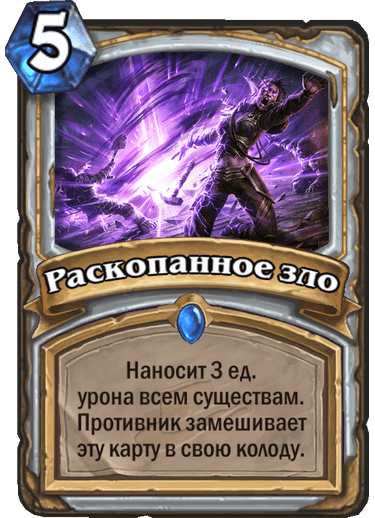 5
Раскопанное зло
Наносит 3 ед.
урона всем существам.
Противник замешивает
эту карту в свою колоду.